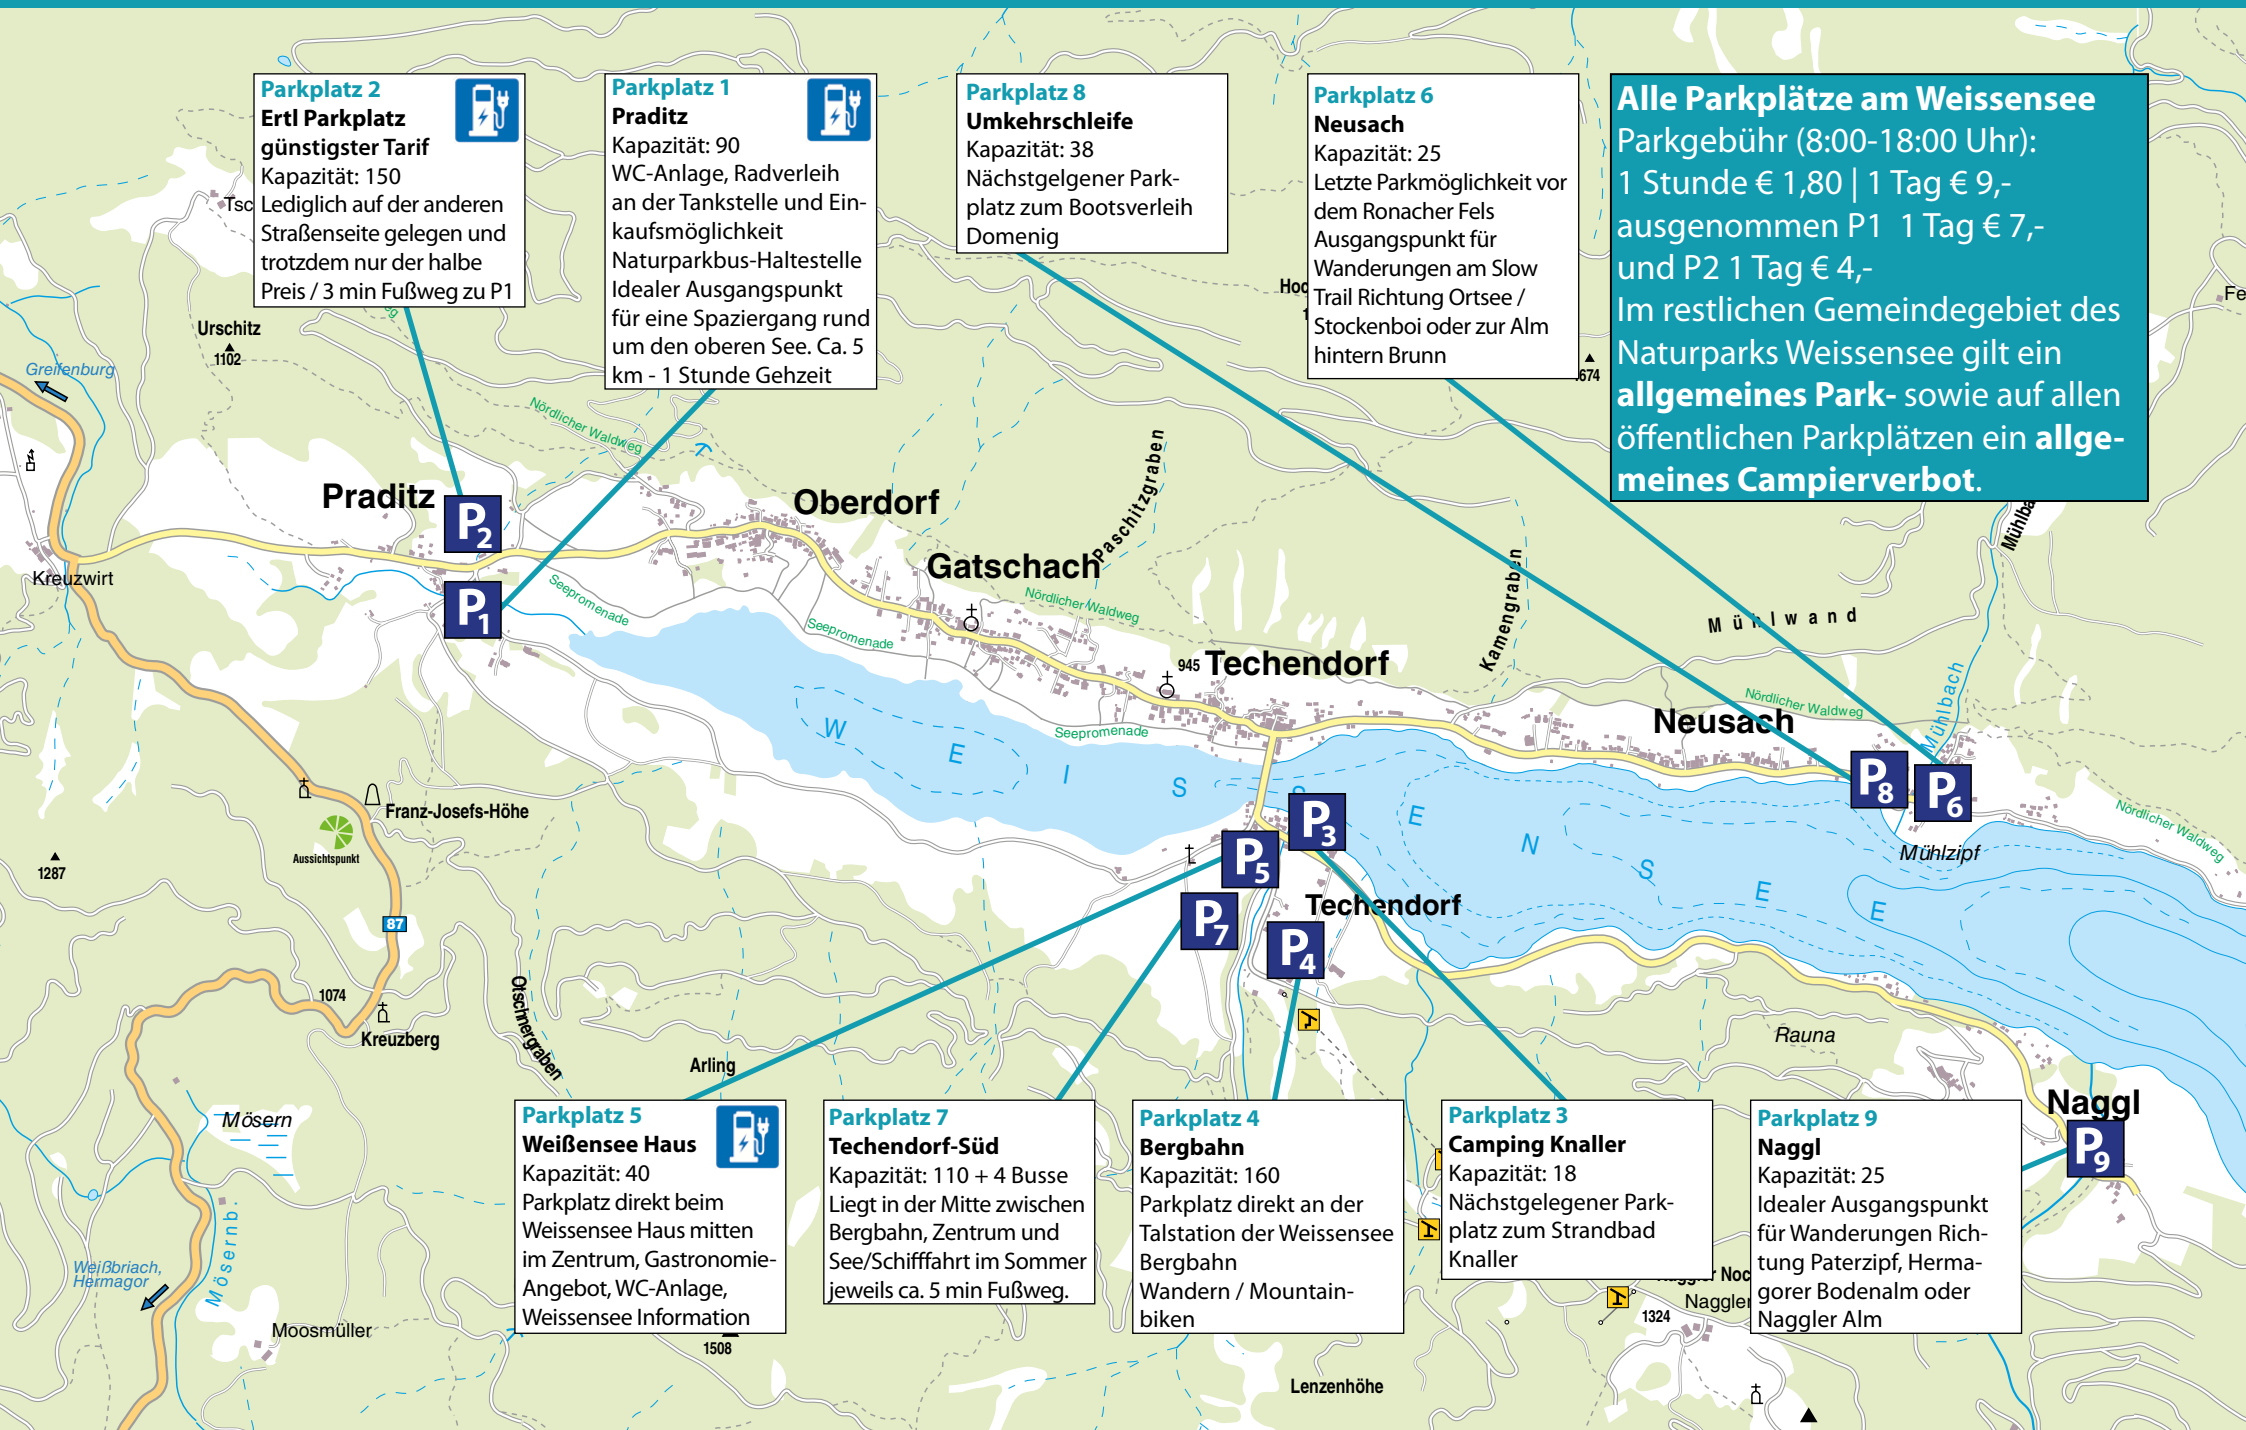 Parkplatz 2
Ertl Parkplatz
günstigster Tarif
Kapazität: 150
Lediglich auf der anderen
Straßenseite gelegen und
trotzdem nur der halbe
Preis / 3 min Fußweg zu P1
Parkplatz 1
Praditz
Kapazität: 90
WC-Anlage, Radverleih
an der Tankstelle und Ein-
kaufsmöglichkeit
Naturparkbus-Haltestelle
Idealer Ausgangspunkt
für eine Spaziergang rund
um den oberen See. Ca. 5
km - 1 Stunde Gehzeit
Parkplatz 8
Umkehrschleife
Kapazität: 38
Nächstgelgener Park-
platz zum Bootsverleih
Domenig
Parkplatz 6
Neusach
Kapazität: 25
Letzte Parkmöglichkeit vor
dem Ronacher Fels
Ausgangspunkt für
Wanderungen am Slow
Trail Richtung Ortsee /
Stockenboi oder zur Alm
hintern Brunn
Alle Parkplätze am Weissensee
Parkgebühr (8:00-18:00 Uhr):
1 Stunde € 1,80 | 1 Tag € 9,-
ausgenommen P1 1 Tag € 7,-
und P2 1 Tag € 4,-
Im restlichen Gemeindegebiet des
Naturparks Weissensee gilt ein
allgemeines Park- sowie auf allen
öffentlichen Parkplätzen ein allge-
meines Campierverbot.
Urschitz
1102
Greifenburg
Nördlicher Waldweg
Praditz
P2
P1
Kreuzwirt
Oberdorf
Gatschach
Paschitzgraben
Seepromenade
Seepromenade
Nördlicher Waldweg
945
Techendorf
Kamengraben
Mühlwand
Mühlbach
Nördlicher Waldweg
Neusach
Seepromenade
WEISSENSEE
P8
P6
Nördlicher Waldweg
Mühlzipf
P3
P5
P7
P4
Techendorf
Franz-Josefs-Höhe
Aussichtspunkt
1287
87
1074
Kreuzberg
Otschnergraben
Arling
Rauna
Naggl
P9
Mösern
Mösernb.
Weißbriach,
Hermagor
Moosmüller
1508
Lenzenhöhe
1324
Parkplatz 5
Weißensee Haus
Kapazität: 40
Parkplatz direkt beim
Weissensee Haus mitten
im Zentrum, Gastronomie-
Angebot, WC-Anlage,
Weissensee Information
Parkplatz 7
Techendorf-Süd
Kapazität: 110 + 4 Busse
Liegt in der Mitte zwischen
Bergbahn, Zentrum und
See/Schifffahrt im Sommer
jeweils ca. 5 min Fußweg.
Parkplatz 4
Bergbahn
Kapazität: 160
Parkplatz direkt an der
Talstation der Weissensee
Bergbahn
Wandern / Mountain-
biken
Parkplatz 3
Camping Knaller
Kapazität: 18
Nächstgelegener Park-
platz zum Strandbad
Knaller
Parkplatz 9
Naggl
Kapazität: 25
Idealer Ausgangspunkt
für Wanderungen Rich-
tung Paterzipf, Herma-
gorer Bodenalm oder
Naggler Alm